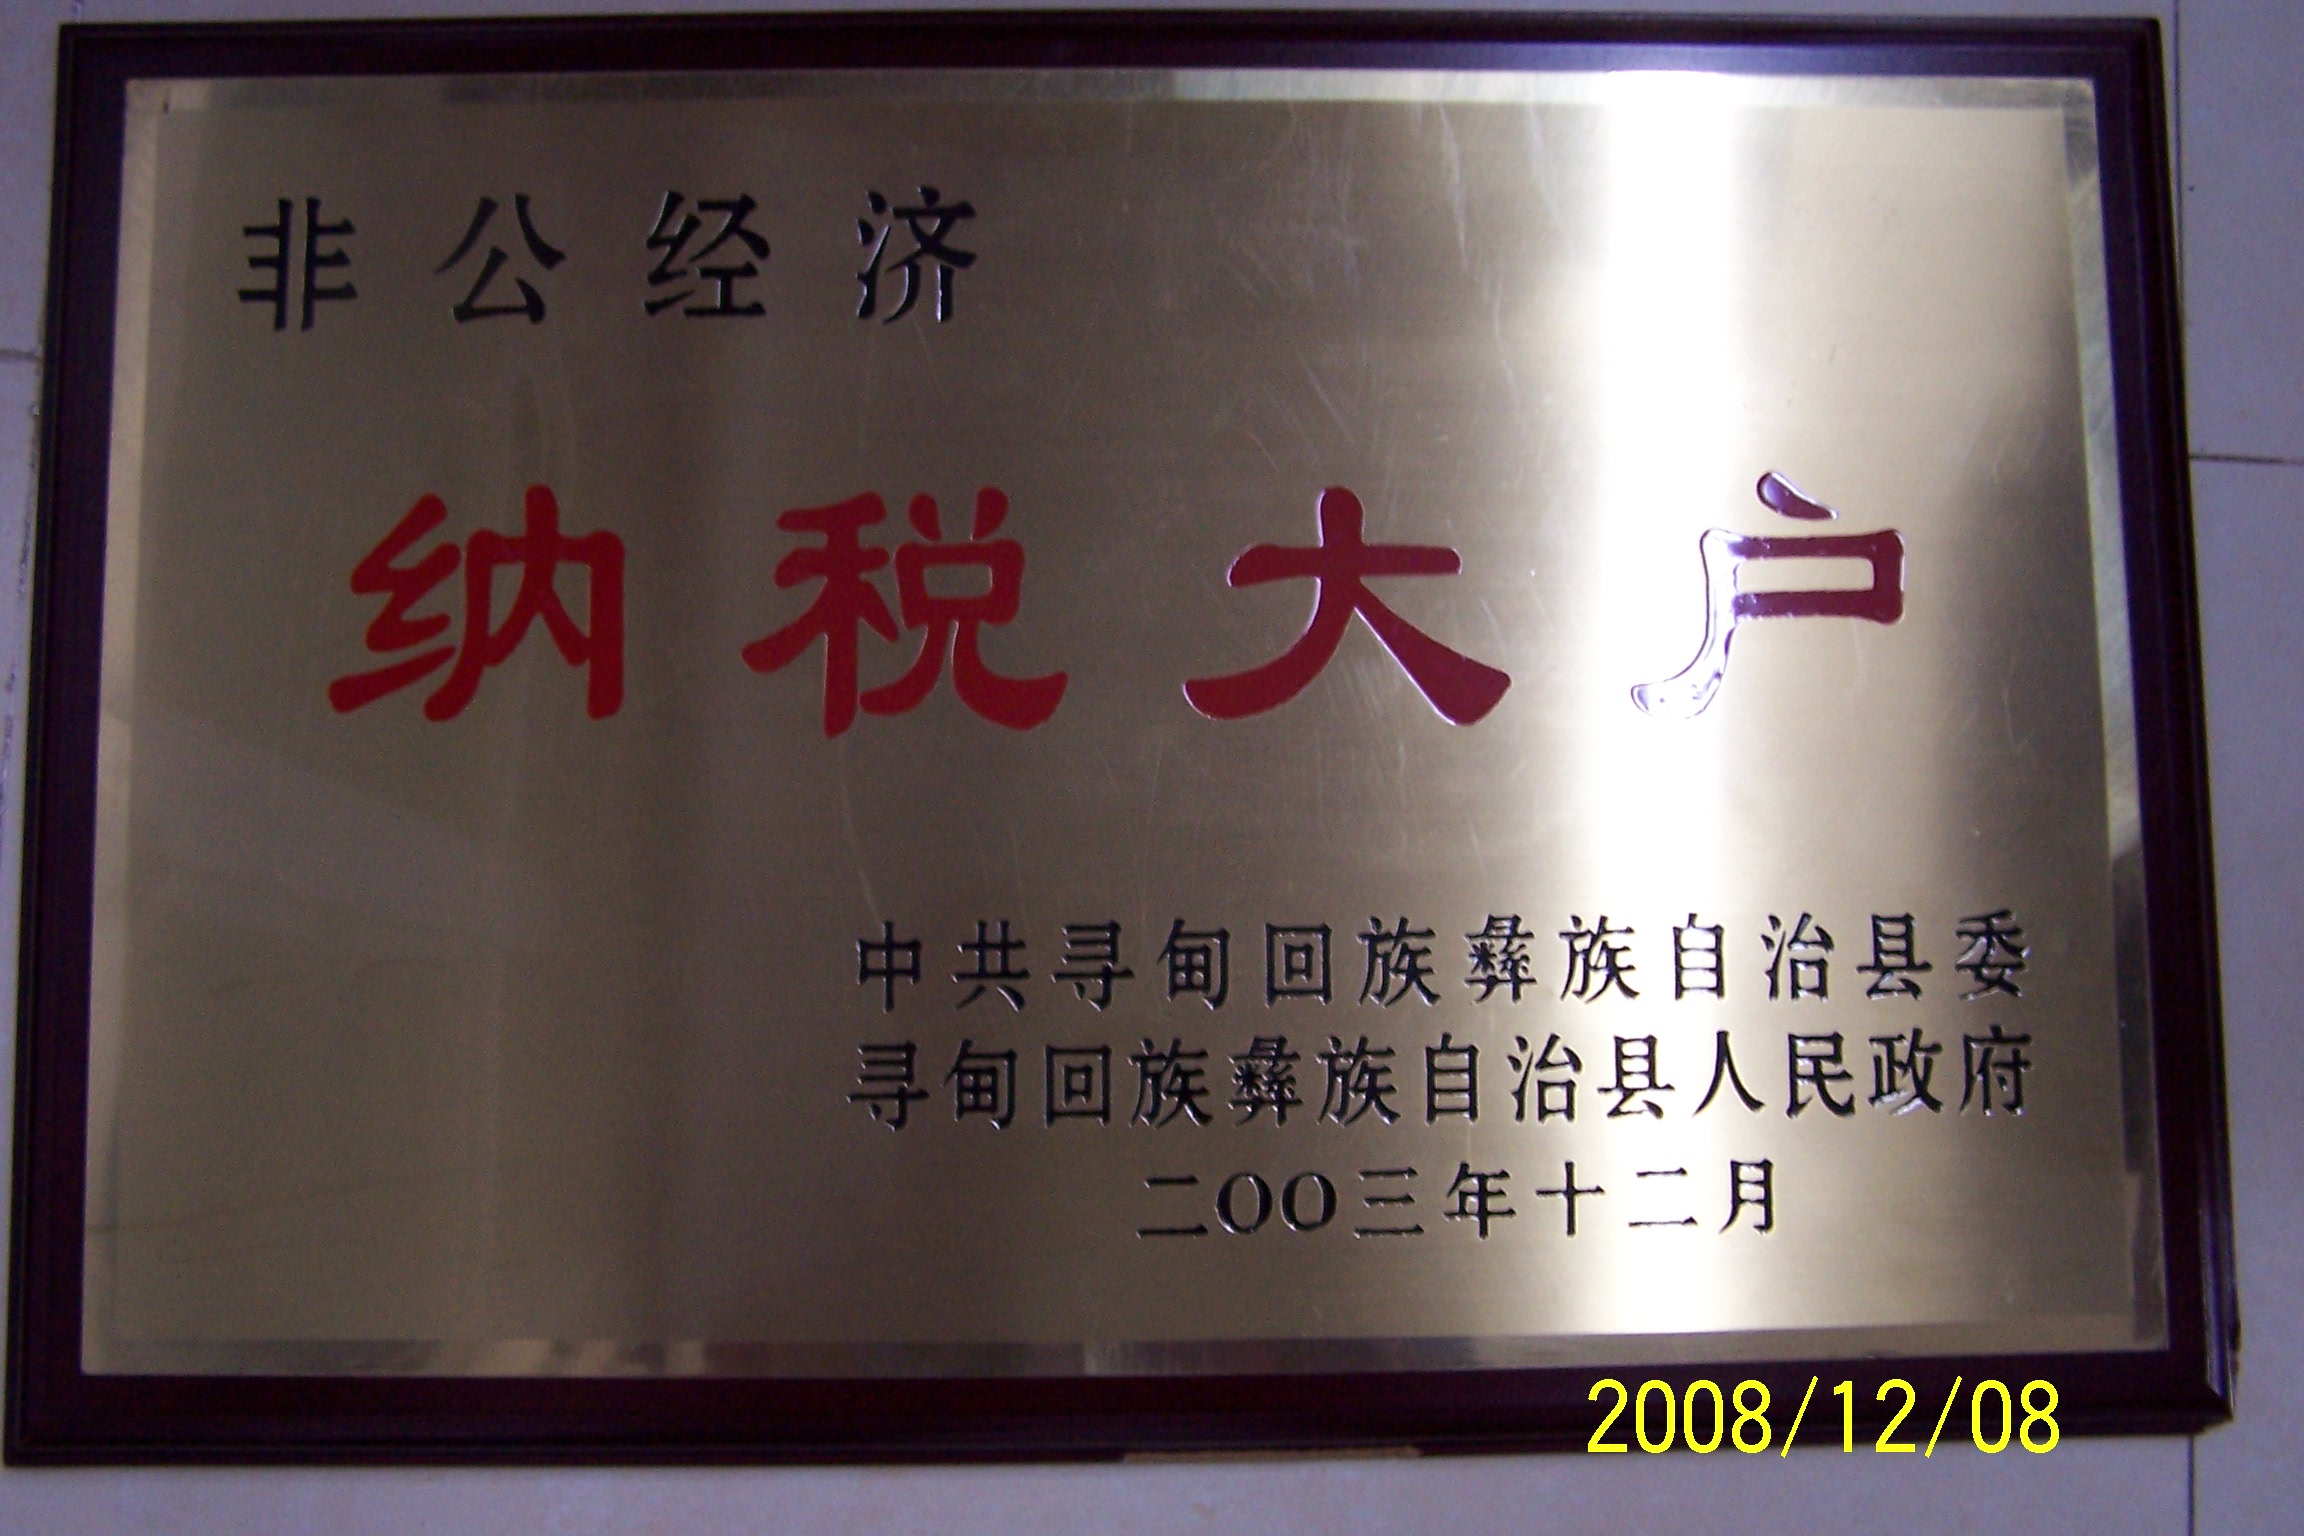 非公经济
纳税大户
中共寻甸回族彝族自治县委
寻甸回族彝族自治县人民政府
二OO三年十二月
2008/12/08